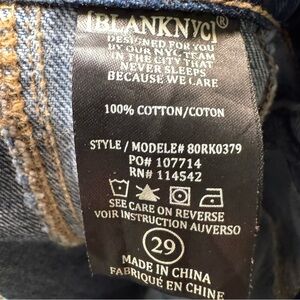 [BLANKNYC]®
DESIGNED FOR YOU
BY OUR NYC TEAM
IN THE CITY THAT
NEVER SLEEPS
BECAUSE WE CARE
100% COTTON/COTON
STYLE / MODELE# 80RK0379
PO# 107714
RN# 114542
SEE CARE ON REVERSE
VOIR INSTRUCTION AUVERSO
29
MADE IN CHINA
FABRIQUÉ EN CHINE